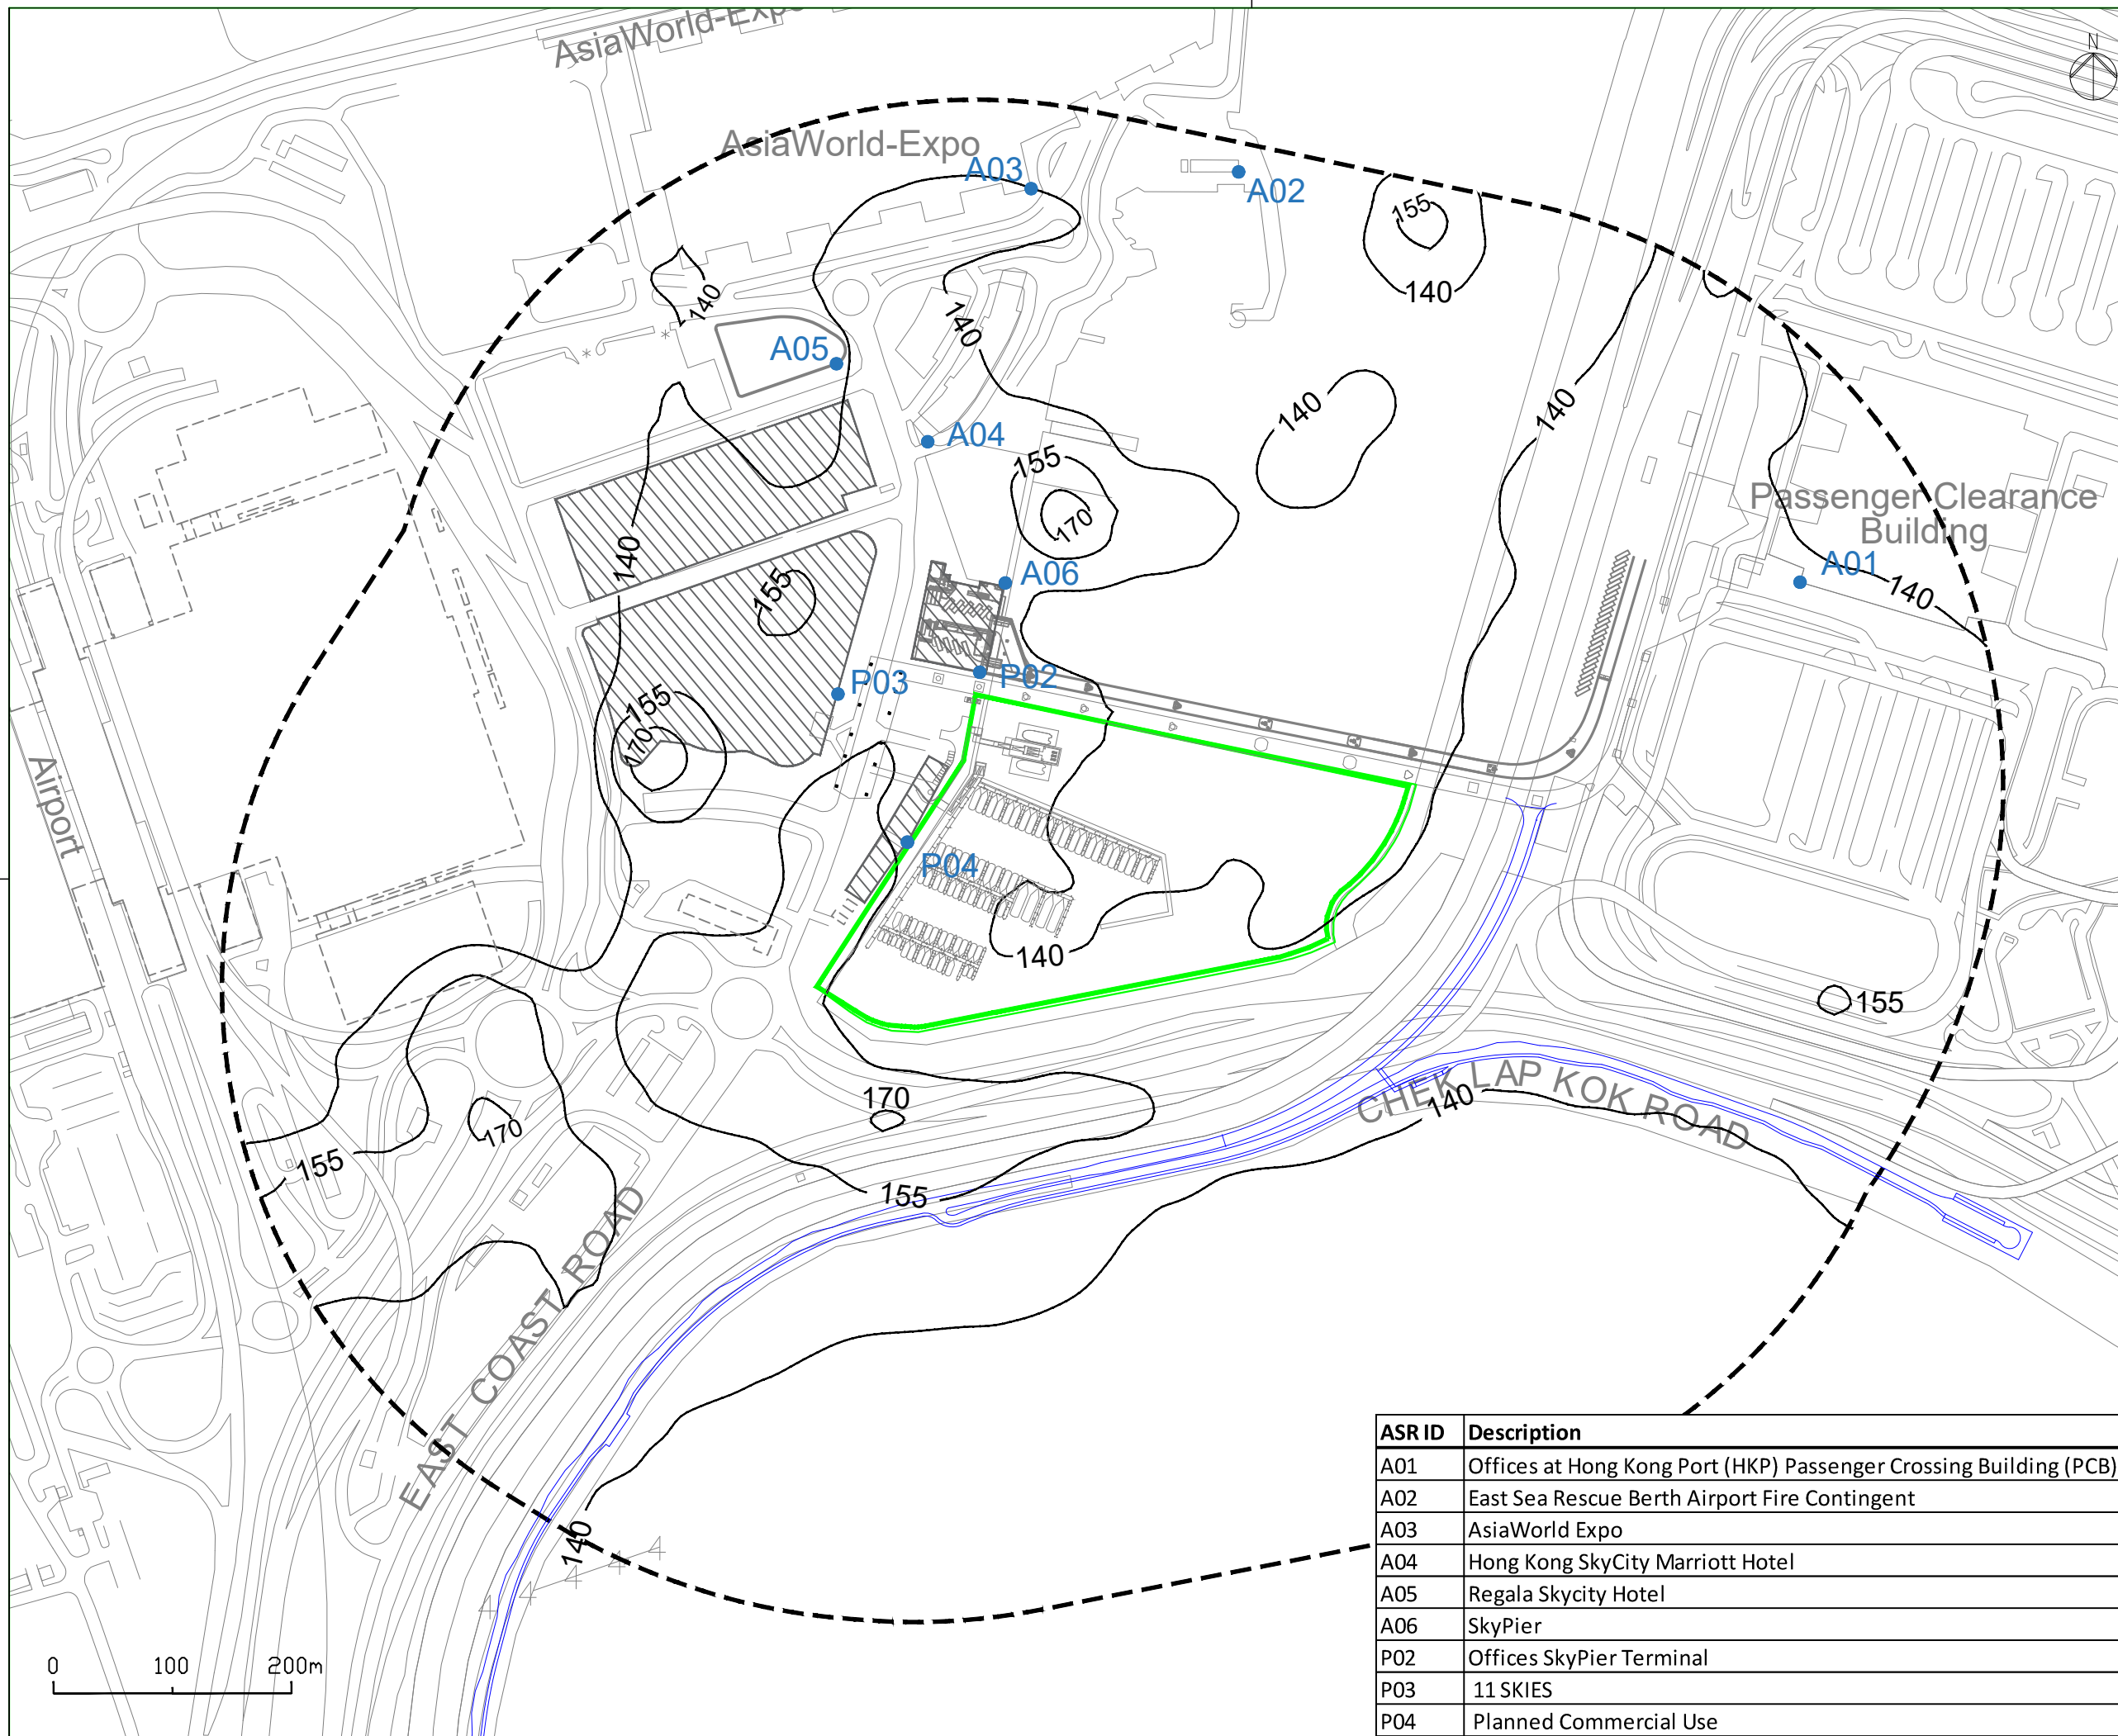 AsiaWorld-Expo
N
AsiaWorld-Expo
A03
A02
155
140
140
140
A05
140
140
A04
155
170
Passenger Clearance
Building
140
155
A06
A01
140
P02
P03
155
170
Airport
P04
140
155
170
CHEK LAP KOK ROAD
140
170
155
155
EAST COAST ROAD
140
0 100 200m
ASR ID Description
A01 Offices at Hong Kong Port (HKP) Passenger Crossing Building (PCB)
A02 East Sea Rescue Berth Airport Fire Contingent
A03 AsiaWorld Expo
A04 Hong Kong SkyCity Marriott Hotel
A05 Regala Skycity Hotel
A06 SkyPier
P02 Offices SkyPier Terminal
P03 11 SKIES
P04 Planned Commercial Use